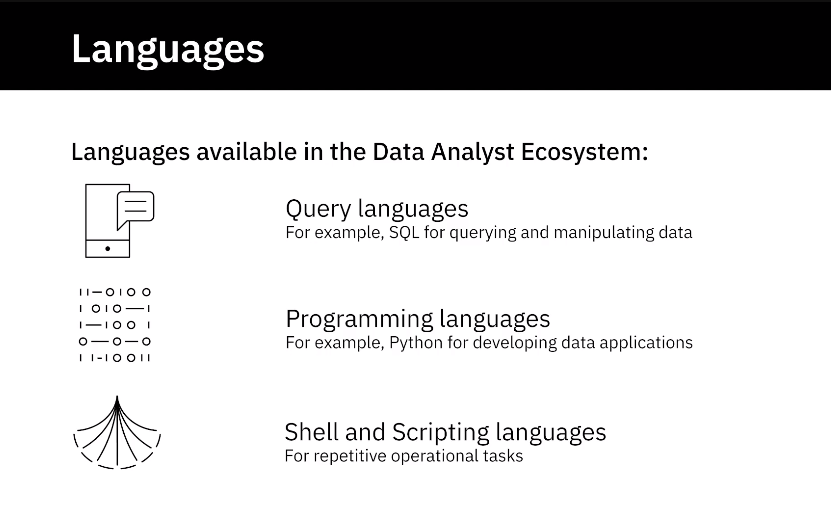 Languages
Languages available in the Data Analyst Ecosystem:
Query languages
For example, SQL for querying and manipulating data
Programming languages
For example, Python for developing data applications
Shell and Scripting languages
For repetitive operational tasks